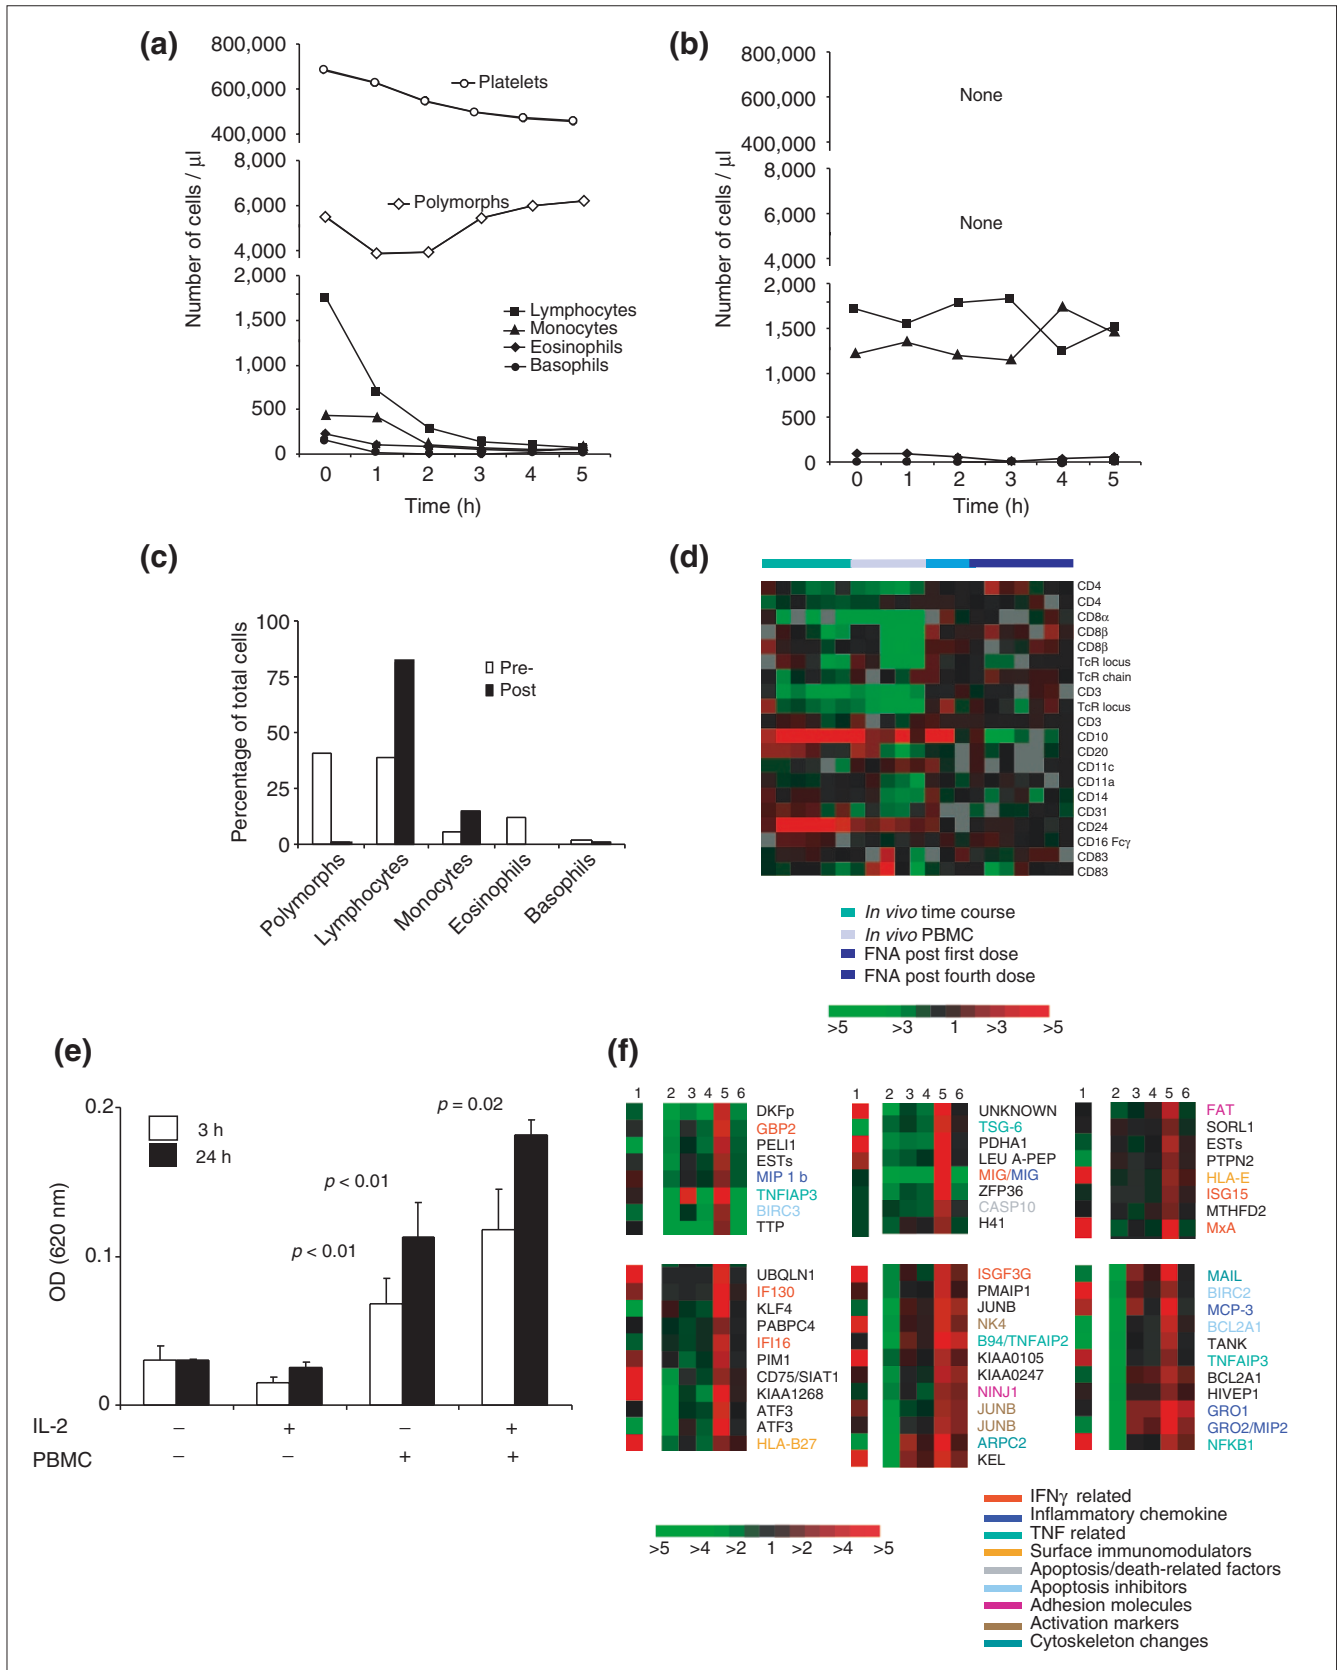 (a)
800,000
600,000
400,000
8,000
6,000
4,000
2,000
1,500
1,000
500
0
Number of cells / μl
Platelets
Polymorphs
Lymphocytes
Monocytes
Eosinophils
Basophils
0 1 2 3 4 5
Time (h)
(b)
800,000
600,000
400,000
8,000
6,000
4,000
2,000
1,500
1,000
500
0
Number of cells / μl
None
None
0 1 2 3 4 5
Time (h)
(c)
100
75
50
25
0
Percentage of total cells
Pre-
Post
Polymorphs
Lymphocytes
Monocytes
Eosinophils
Basophils
(d)
CD4
CD4
CD8α
CD8β
CD8β
TcR locus
TcR chain
CD3
TcR locus
CD3
CD10
CD20
CD11c
CD11a
CD14
CD31
CD24
CD16 Fcγ
CD83
CD83
In vivo time course
In vivo PBMC
FNA post first dose
FNA post fourth dose
>5 >3 1 >3 >5
(e)
0.2
0.1
0
OD (620 nm)
3 h
24 h
p < 0.01
p < 0.01
p = 0.02
IL-2 – + – +
PBMC – – + +
(f)
1 2 3 4 5 6
DKFp
GBP2
PELI1
ESTs
MIP 1 b
TNFIAP3
BIRC3
TTP
1 2 3 4 5 6
UNKNOWN
TSG-6
PDHA1
LEU A-PEP
MIG/MIG
ZFP36
CASP10
H41
1 2 3 4 5 6
FAT
SORL1
ESTs
PTPN2
HLA-E
ISG15
MTHFD2
MxA
UBQLN1
IF130
KLF4
PABPC4
IFI16
PIM1
CD75/SIAT1
KIAA1268
ATF3
ATF3
HLA-B27
ISGF3G
PMAIP1
JUNB
NK4
B94/TNFAIP2
KIAA0105
KIAA0247
NINJ1
JUNB
JUNB
ARPC2
KEL
MAIL
BIRC2
MCP-3
BCL2A1
TANK
TNFAIP3
BCL2A1
HIVEP1
GRO1
GRO2/MIP2
NFKB1
>5 >4 >2 1 >2 >4 >5
IFNγ related
Inflammatory chemokine
TNF related
Surface immunomodulators
Apoptosis/death-related factors
Apoptosis inhibitors
Adhesion molecules
Activation markers
Cytoskeleton changes